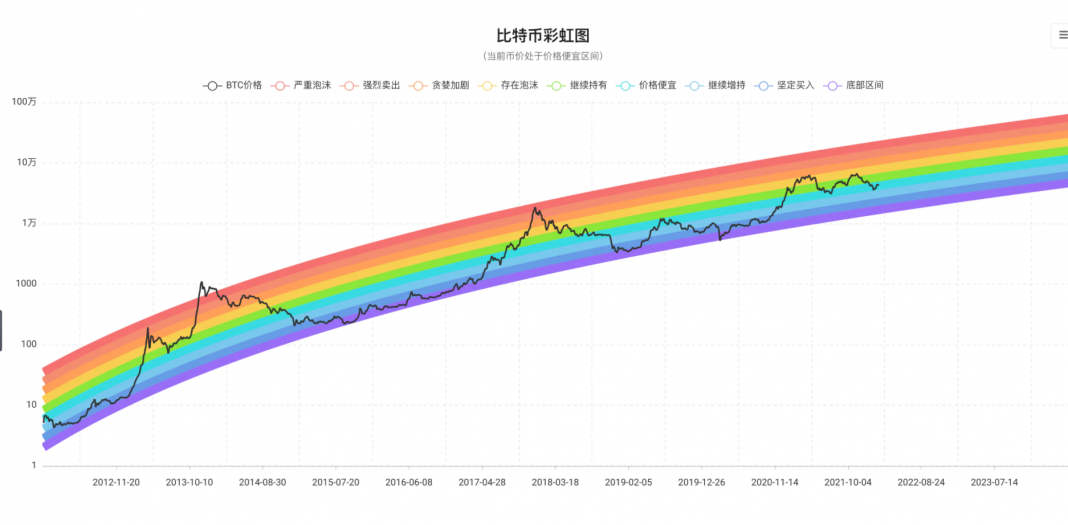 比特币彩虹图
（当前币价处于价格便宜区间）
BTC价格 严重泡沫 强烈卖出 贪婪加剧 存在泡沫 继续持有 价格便宜 继续增持 坚定买入 底部区间
100万
10万
1万
1000
100
10
1
2012-11-20 2013-10-10 2014-08-30 2015-07-20 2016-06-08 2017-04-28 2018-03-18 2019-02-05 2019-12-26 2020-11-14 2021-10-04 2022-08-24 2023-07-14